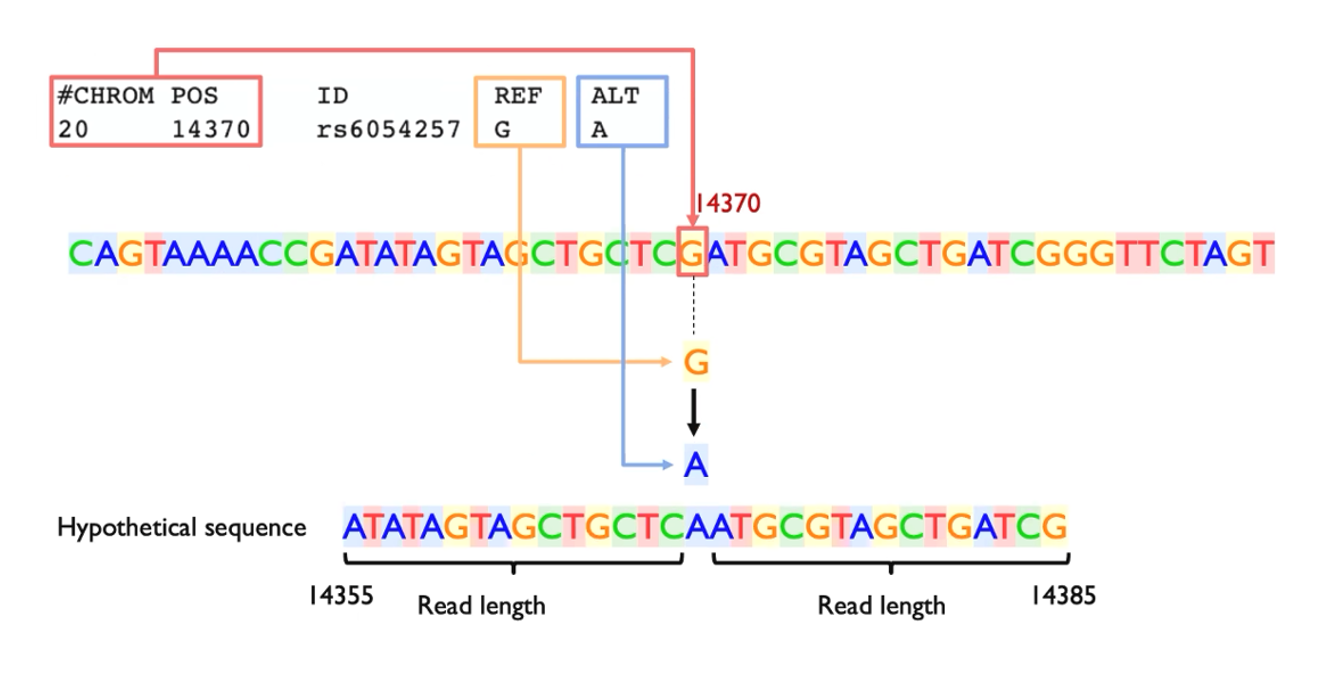 #CHROM POS ID REF ALT
20 14370 rs6054257 G A
14370
CAGTAAAACCGATATAGTAGCTGCTCGATGCGTAGCTGATCGGGTTCTAGT
G
A
Hypothetical sequence ATATAGTAGCTGCTCAATGCGTAGCTGATCG
14355 Read length Read length 14385